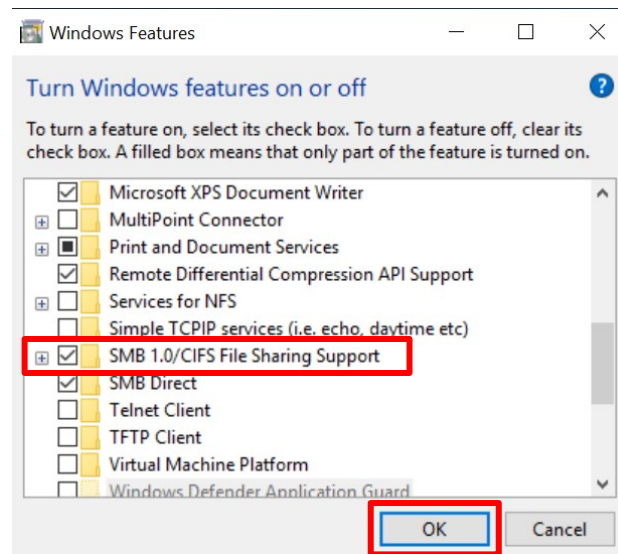 Windows Features
Turn Windows features on or off
?
To turn a feature on, select its check box. To turn a feature off, clear its
check box. A filled box means that only part of the feature is turned on.
Microsoft XPS Document Writer
MultiPoint Connector
Print and Document Services
Remote Differential Compression API Support
Services for NFS
Simple TCPIP services (i.e. echo, daytime etc)
SMB 1.0/CIFS File Sharing Support
SMB Direct
Telnet Client
TFTP Client
Virtual Machine Platform
Windows Defender Application Guard
OK Cancel